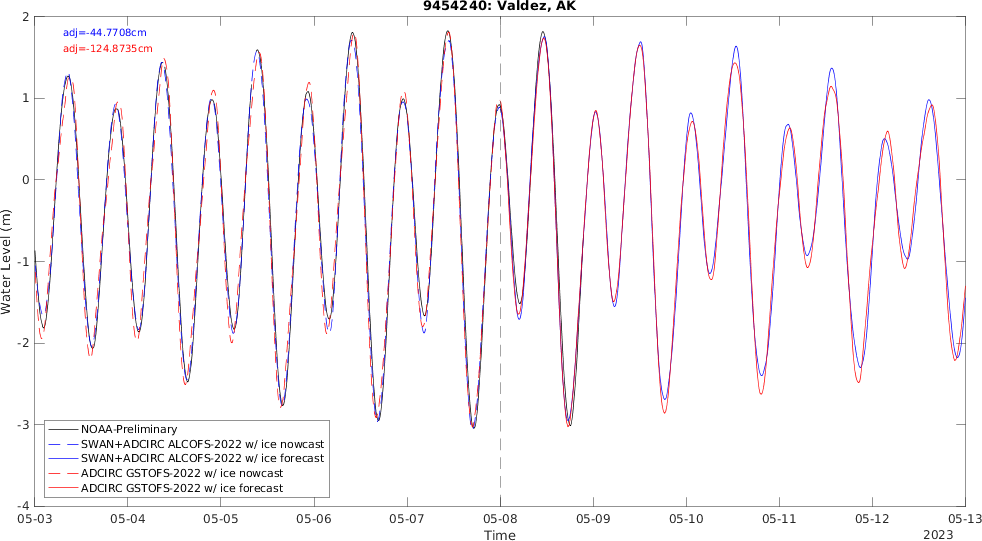 9454240: Valdez, AK
adj=-44.7708cm
adj=-124.8735cm
2
1
0
-1
-2
-3
-4
Water Level (m)
NOAA-Preliminary
SWAN+ADCIRC ALCOFS-2022 w/ ice nowcast
SWAN+ADCIRC ALCOFS-2022 w/ ice forecast
ADCIRC GSTOFS-2022 w/ ice nowcast
ADCIRC GSTOFS-2022 w/ ice forecast
05-03 05-04 05-05 05-06 05-07 05-08 05-09 05-10 05-11 05-12 05-13
Time
2023